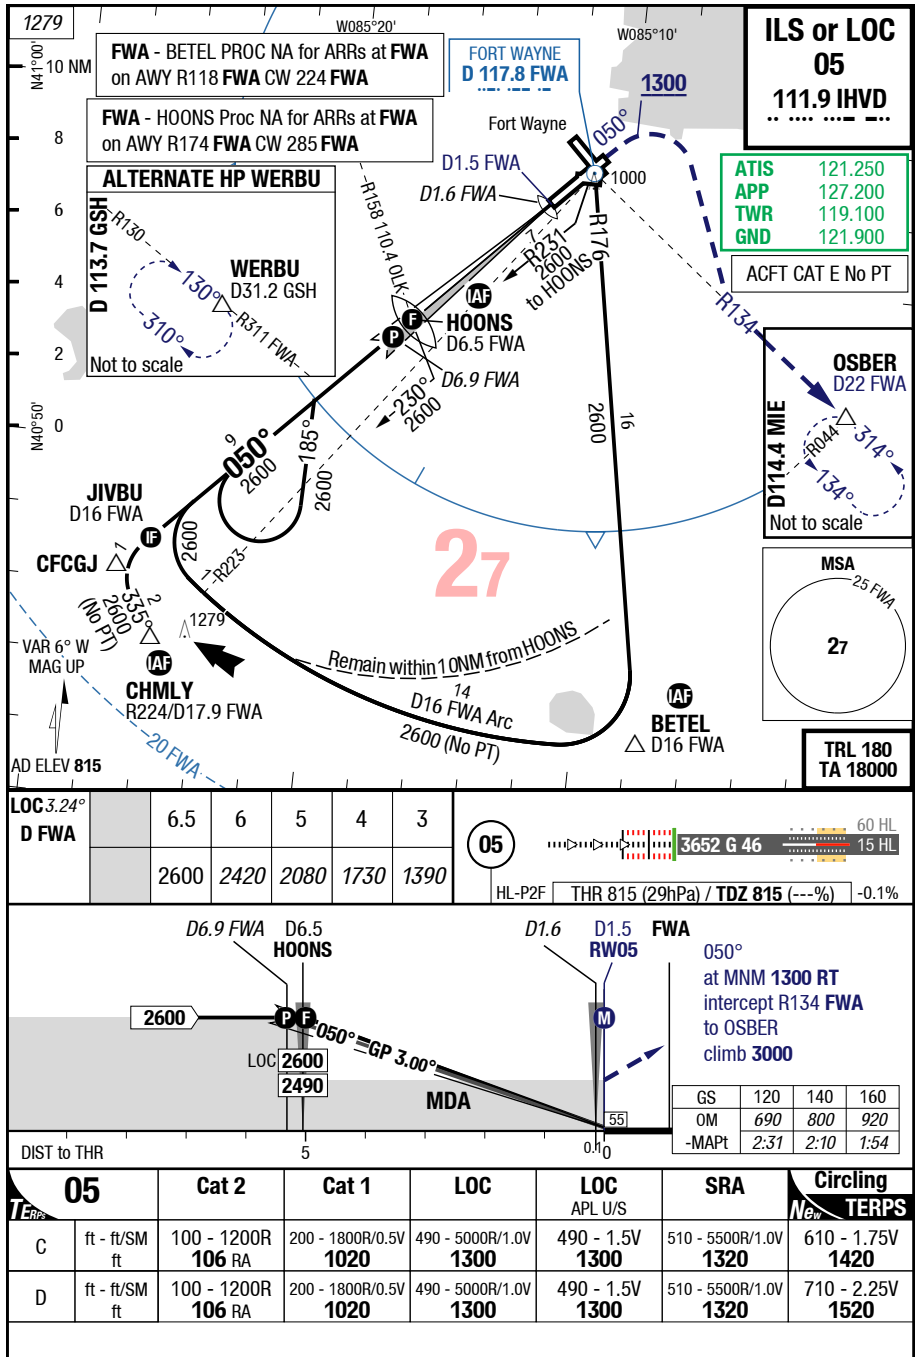 1279
W085°20'
W085°10'
N41°00'
10 NM
8
6
4
2
0
N40°50'
FWA - BETEL PROC NA for ARRs at FWA
on AWY R118 FWA CW 224 FWA
FWA - HOONS Proc NA for ARRs at FWA
on AWY R174 FWA CW 285 FWA
FORT WAYNE
D 117.8 FWA
ILS or LOC
05
111.9 IHVD
ATIS 121.250
APP 127.200
TWR 119.100
GND 121.900
ACFT CAT E No PT
1300
050°
Fort Wayne
1000
D1.5 FWA
D1.6 FWA
ALTERNATE HP WERBU
D 113.7 GSH
R130
130°
310°
WERBU
D31.2 GSH
R311 FWA
Not to scale
R158 110.4 OLK
7
R231
2600
to HOONS
R176
IAF
F
HOONS
D6.5 FWA
P
D6.9 FWA
230°
2600
16
2600
R134
OSBER
D22 FWA
D114.4 MIE
R044
314°
134°
Not to scale
9
050°
2600
185°
2600
JIVBU
D16 FWA
IF
CFCGJ
1
2
335°
2600
(No PT)
2600
1
R223
1279
IAF
CHMLY
R224/D17.9 FWA
VAR 6° W
MAG UP
AD ELEV 815
20 FWA
27
Remain within 10NM from HOONS
14
D16 FWA Arc
2600 (No PT)
IAF
BETEL
D16 FWA
MSA
25 FWA
27
TRL 180
TA 18000
LOC 3.24°
D FWA
6.5 6 5 4 3
2600 2420 2080 1730 1390
05
HL-P2F
3652 G 46
60 HL
15 HL
THR 815 (29hPa) / TDZ 815 (---%)
-0.1%
D6.9 FWA
D6.5
HOONS
D1.6
D1.5
RW05
FWA
2600
P
F
M
050°
GP 3.00°
LOC 2600
2490
MDA
55
DIST to THR
5
0.1
0
050°
at MNM 1300 RT
intercept R134 FWA
to OSBER
climb 3000
GS 120 140 160
OM 690 800 920
-MAPt 2:31 2:10 1:54
TERPS 05 Cat 2 Cat 1 LOC LOC SRA Circling
APL U/S New TERPS
C ft - ft/SM 100 - 1200R 200 - 1800R/0.5V 490 - 5000R/1.0V 490 - 1.5V 510 - 5500R/1.0V 610 - 1.75V
ft 106 RA 1020 1300 1300 1320 1420
D ft - ft/SM 100 - 1200R 200 - 1800R/0.5V 490 - 5000R/1.0V 490 - 1.5V 510 - 5500R/1.0V 710 - 2.25V
ft 106 RA 1020 1300 1300 1320 1520